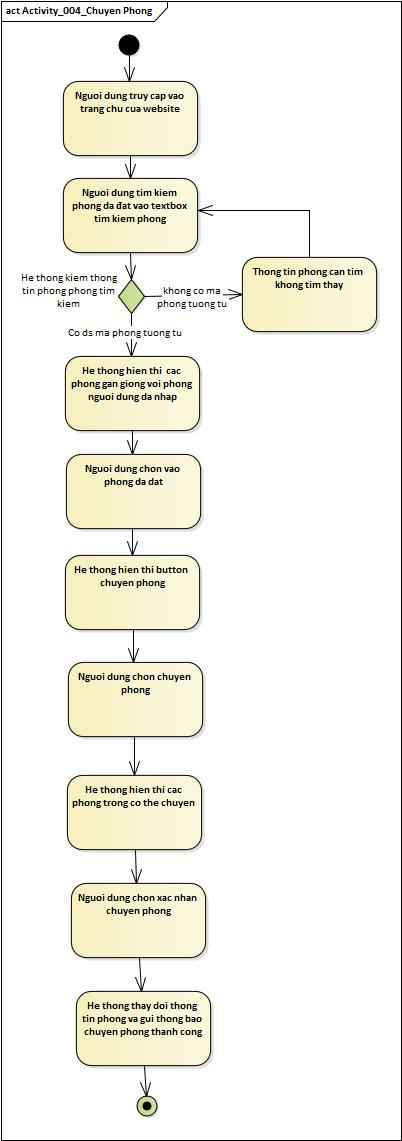 act Activity_004_Chuyen Phong
Nguoi dung truy cap vao
trang chu cua website
Nguoi dung tim kiem
phong da đat vao textbox
tim kiem phong
He thong kiem thong
tin phong phong tim
kiem
khong co ma
phong tuong tu
Thong tin phong can tim
khong tim thay
Co ds ma phong tuong tu
He thong hien thi  cac
phong gan giong voi phong
nguoi dung da nhap
Nguoi dung chon vao
phong da dat
He thong hien thi button
chuyen phong
Nguoi dung chon chuyen
phong
He thong hien thi cac
phong trong co the chuyen
Nguoi dung chon xac nhan
chuyen phong
He thong thay doi thong
tin phong va gui thong bao
chuyen phong thanh cong